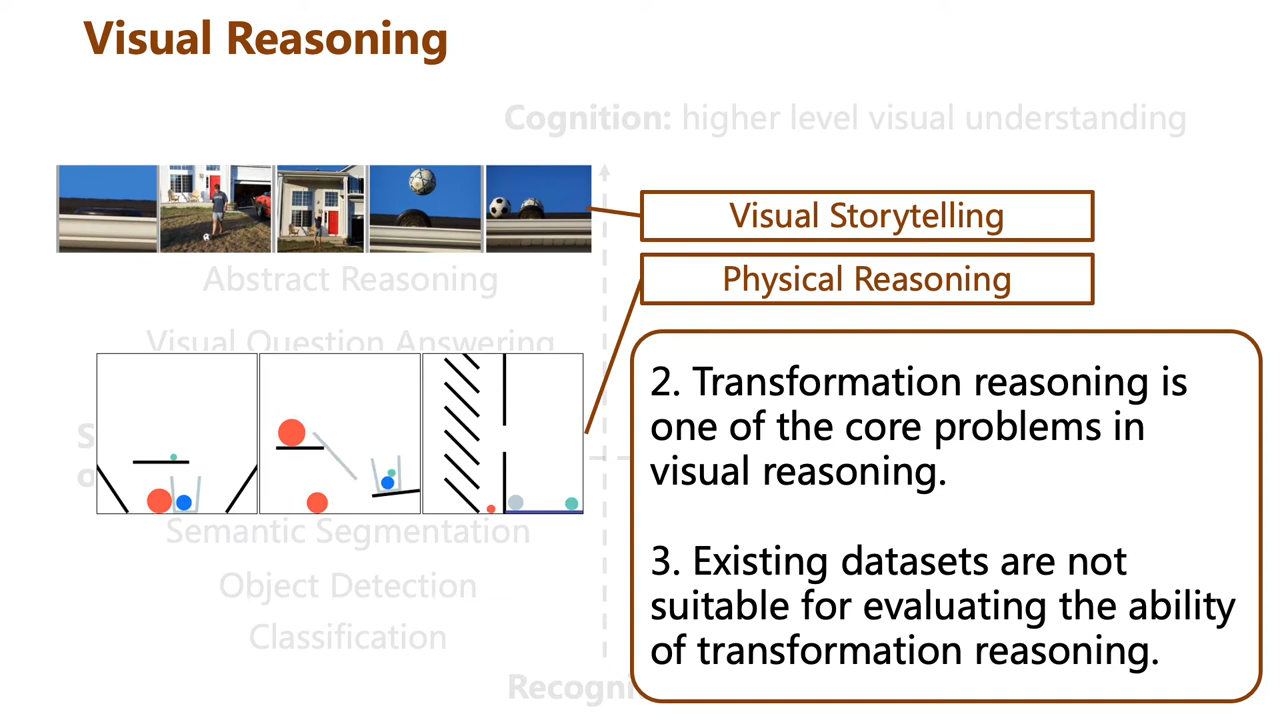 Visual Reasoning
Cognition: higher level visual understanding
Visual Storytelling
Abstract Reasoning
Physical Reasoning
Visual Question Answering
2. Transformation reasoning is
one of the core problems in
visual reasoning.
Semantic Segmentation
3. Existing datasets are not
suitable for evaluating the ability
of transformation reasoning.
Object Detection
Classification